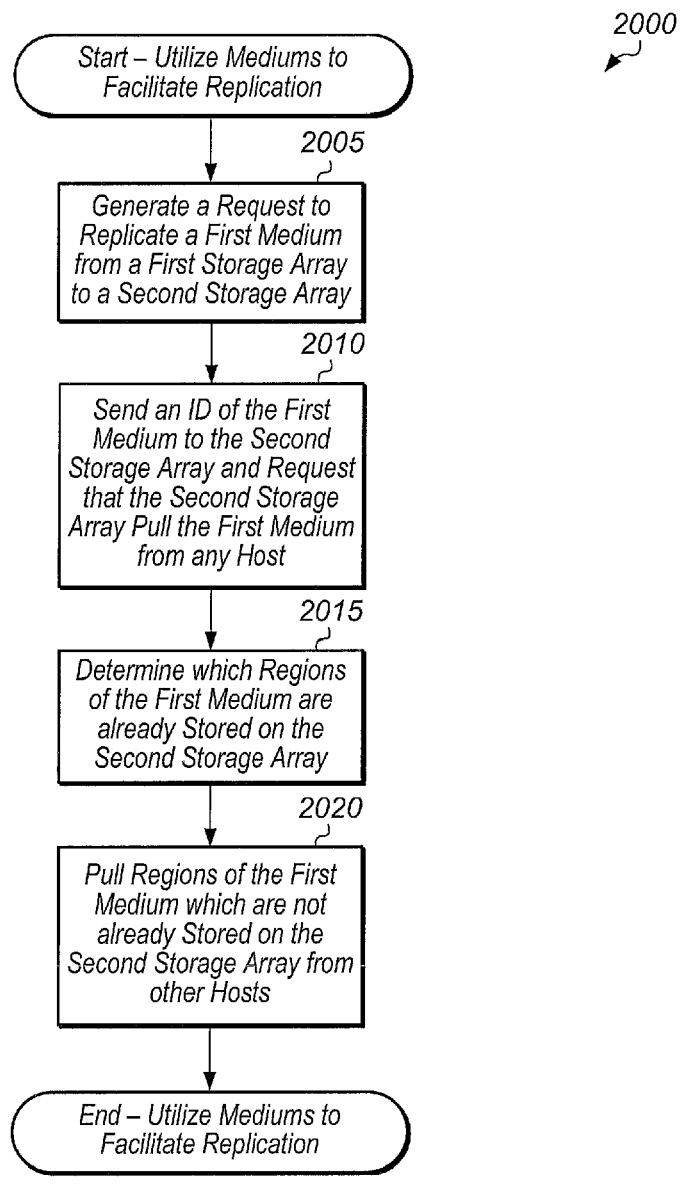 2000
Start – Utilize Mediums to
Facilitate Replication
2005
Generate a Request to
Replicate a First Medium
from a First Storage Array
to a Second Storage Array
2010
Send an ID of the First
Medium to the Second
Storage Array and Request
that the Second Storage
Array Pull the First Medium
from any Host
2015
Determine which Regions
of the First Medium are
already Stored on the
Second Storage Array
2020
Pull Regions of the First
Medium which are not
already Stored on the
Second Storage Array from
other Hosts
End – Utilize Mediums to
Facilitate Replication